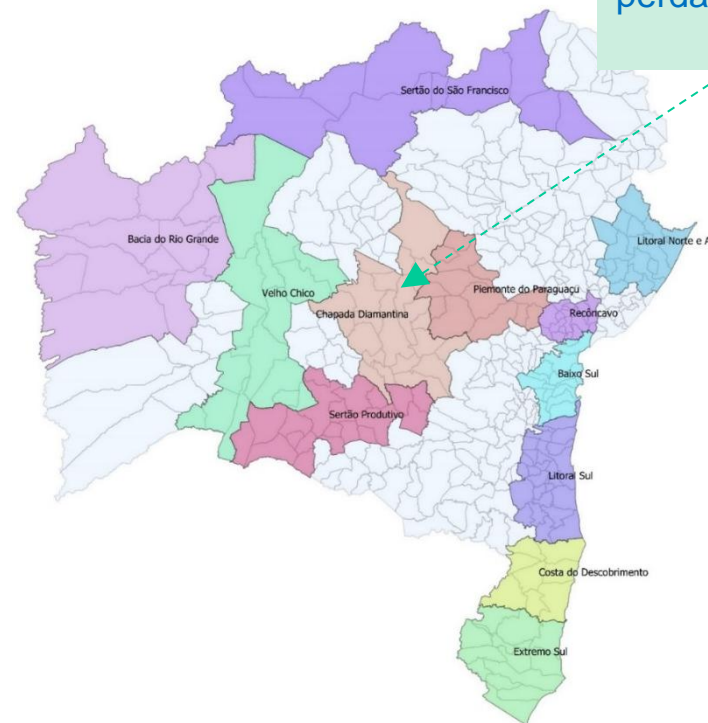 perda
Sertão do São Francisco
Bacia do Rio Grande
Litoral Norte e A
Velho Chico
Piemonte do Paraguaçu
Chapada Diamantina
Recôncavo
Baixo Sul
Sertão Produtivo
Litoral Sul
Costa do Descobrimento
Extremo Sul